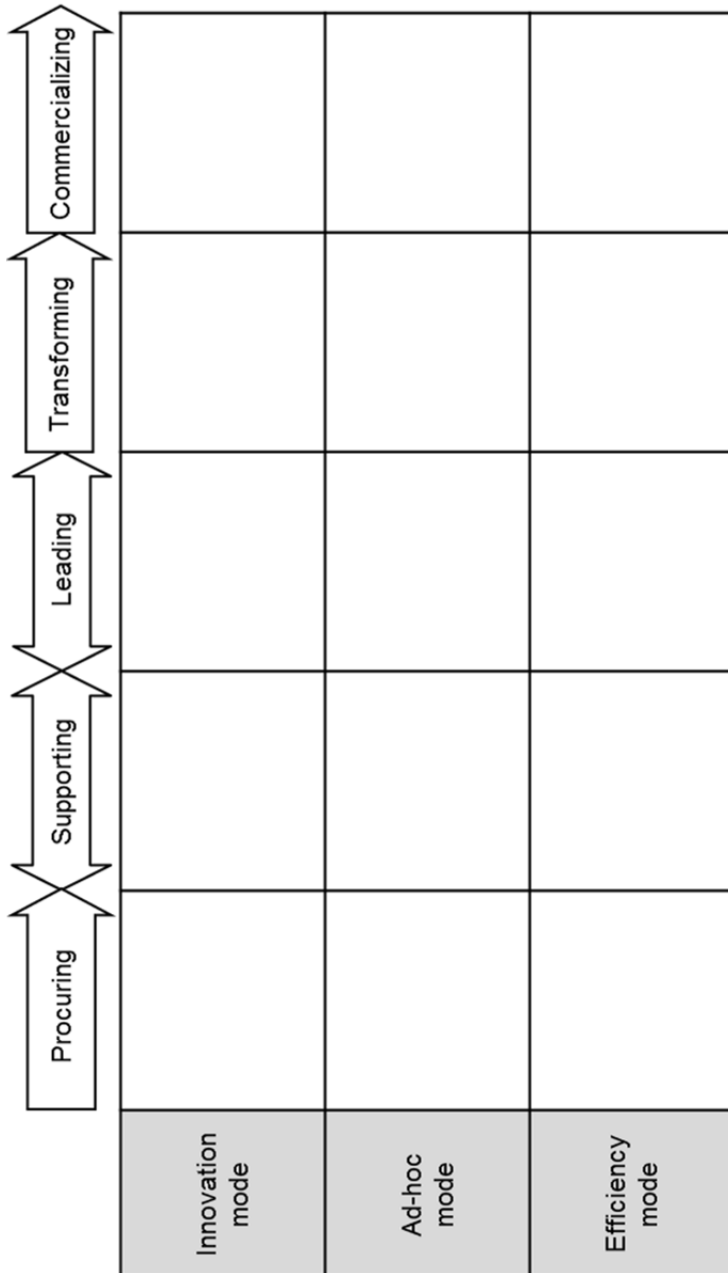 Procuring
Supporting
Leading
Transforming
Commercializing
Innovation
mode
Ad-hoc
mode
Efficiency
mode